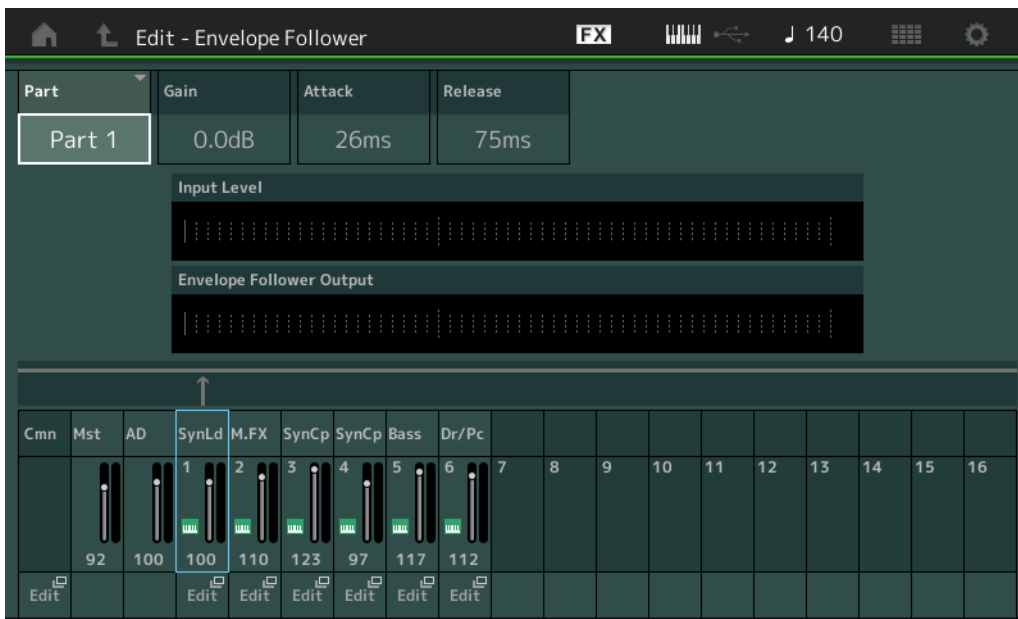 Edit - Envelope Follower FX 140
Part Gain Attack Release
Part 1 0.0dB 26ms 75ms
Input Level
Envelope Follower Output
Cmn Mst AD SynLd M.FX SynCp SynCp Bass Dr/Pc
1 2 3 4 5 6 7 8 9 10 11 12 13 14 15 16
92 100 100 110 123 97 117 112
Edit Edit Edit Edit Edit Edit Edit